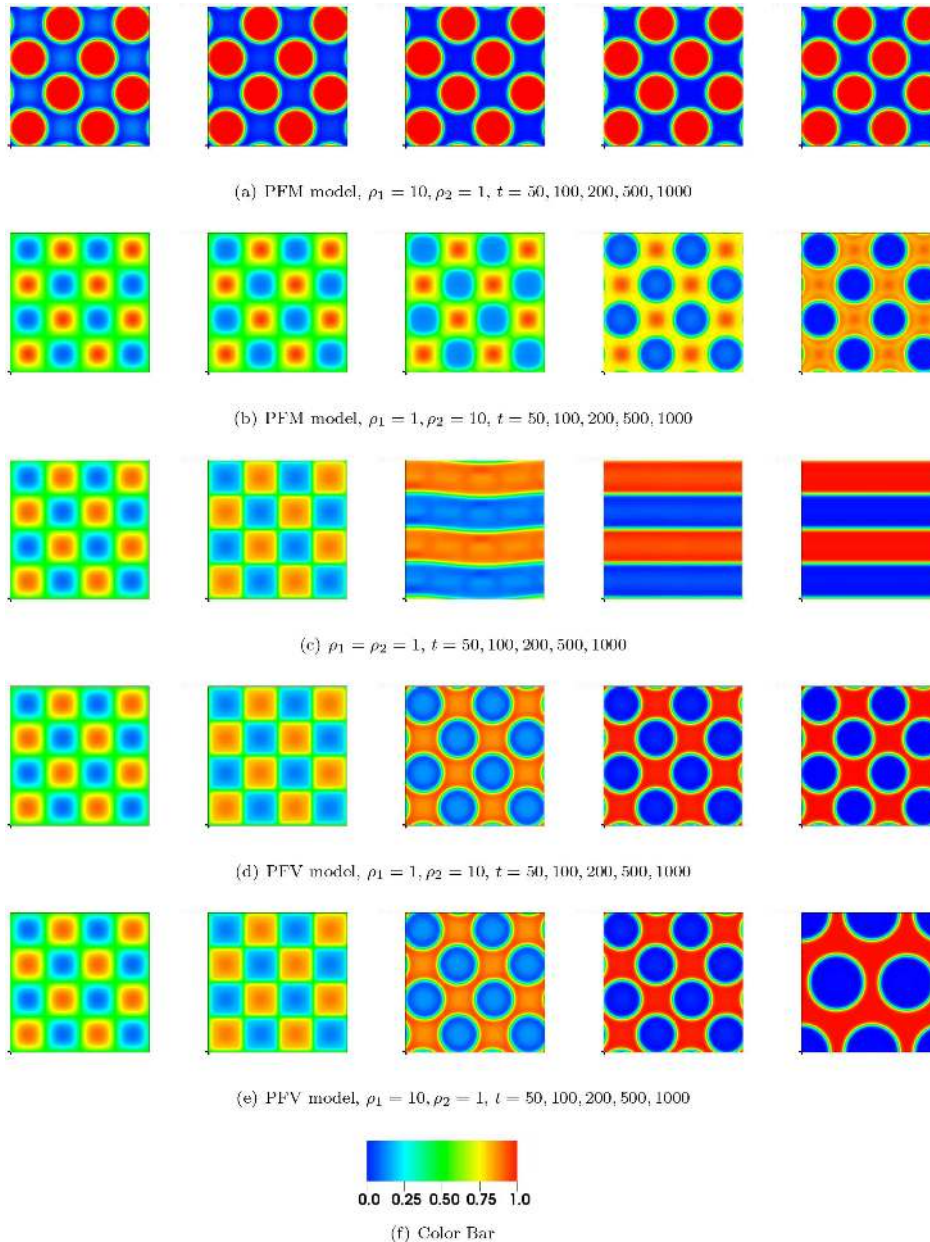 (a) PFM model, ρ₁ = 10, ρ₂ = 1, t = 50, 100, 200, 500, 1000
(b) PFM model, ρ₁ = 1, ρ₂ = 10, t = 50, 100, 200, 500, 1000
(c) ρ₁ = ρ₂ = 1, t = 50, 100, 200, 500, 1000
(d) PFV model, ρ₁ = 1, ρ₂ = 10, t = 50, 100, 200, 500, 1000
(e) PFV model, ρ₁ = 10, ρ₂ = 1, t = 50, 100, 200, 500, 1000
0.0 0.25 0.50 0.75 1.0
(f) Color Bar